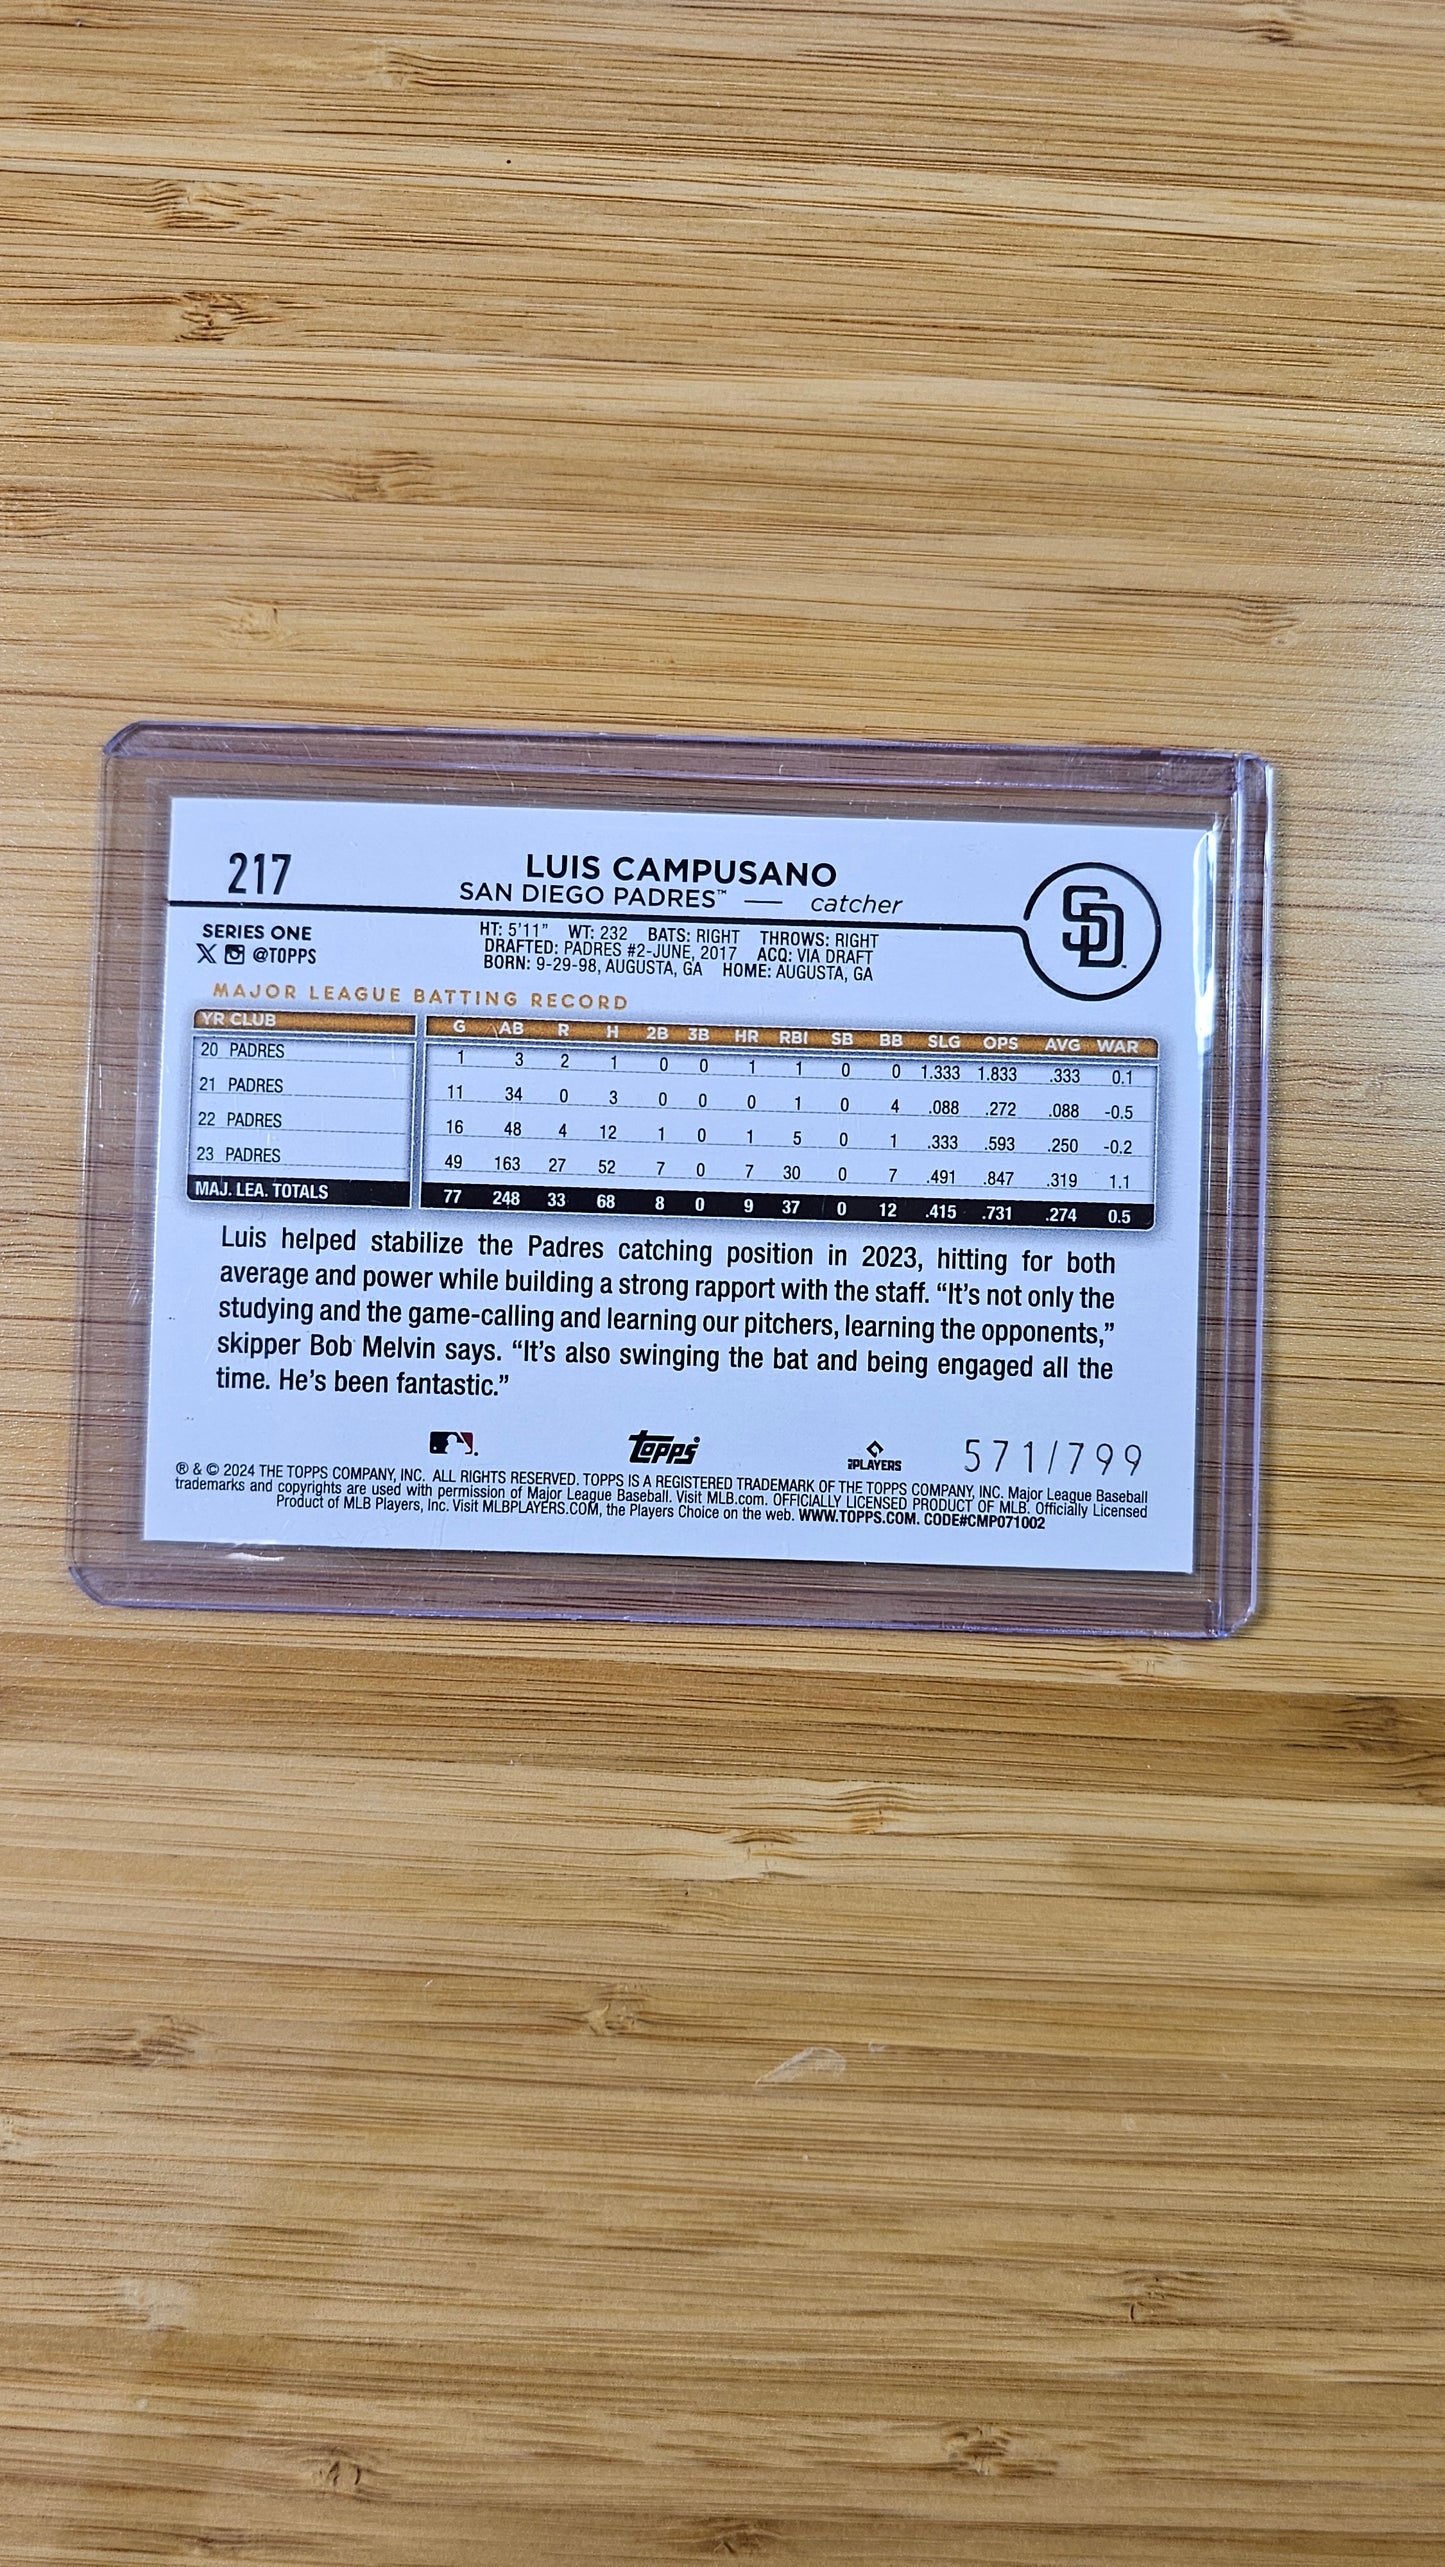 217
LUIS CAMPUSANO
SAN DIEGO PADRES™ — catcher
SD
SERIES ONE
X @TOPPS
HT: 5'11" WT: 232 BATS: RIGHT THROWS: RIGHT
DRAFTED: PADRES #2-JUNE, 2017 ACQ: VIA DRAFT
BORN: 9-29-98, AUGUSTA, GA HOME: AUGUSTA, GA
MAJOR LEAGUE BATTING RECORD
YR CLUB G AB R H 2B 3B HR RBI SB BB SLG OPS AVG WAR
20 PADRES 1 3 2 1 0 0 1 1 0 0 1.333 1.833 .333 0.1
21 PADRES 11 34 0 3 0 0 0 1 0 4 .088 .272 .088 -0.5
22 PADRES 16 48 4 12 1 0 1 5 0 1 .333 .593 .250 -0.2
23 PADRES 49 163 27 52 7 0 7 30 0 7 .491 .847 .319 1.1
MAJ. LEA. TOTALS 77 248 33 68 8 0 9 37 0 12 .415 .731 .274 0.5
Luis helped stabilize the Padres catching position in 2023, hitting for both
average and power while building a strong rapport with the staff. “It’s not only the
studying and the game-calling and learning our pitchers, learning the opponents,”
skipper Bob Melvin says. “It’s also swinging the bat and being engaged all the
time. He’s been fantastic.”
Topps® PLAYERS 571/799
® & © 2024 THE TOPPS COMPANY, INC. ALL RIGHTS RESERVED. TOPPS IS A REGISTERED TRADEMARK OF THE TOPPS COMPANY, INC. Major League Baseball
trademarks and copyrights are used with permission of Major League Baseball. Visit MLB.com. OFFICIALLY LICENSED PRODUCT OF MLB. Officially Licensed
Product of MLB Players, Inc. Visit MLBPLAYERS.COM, the Players Choice on the web. WWW.TOPPS.COM. CODE#CMP071002